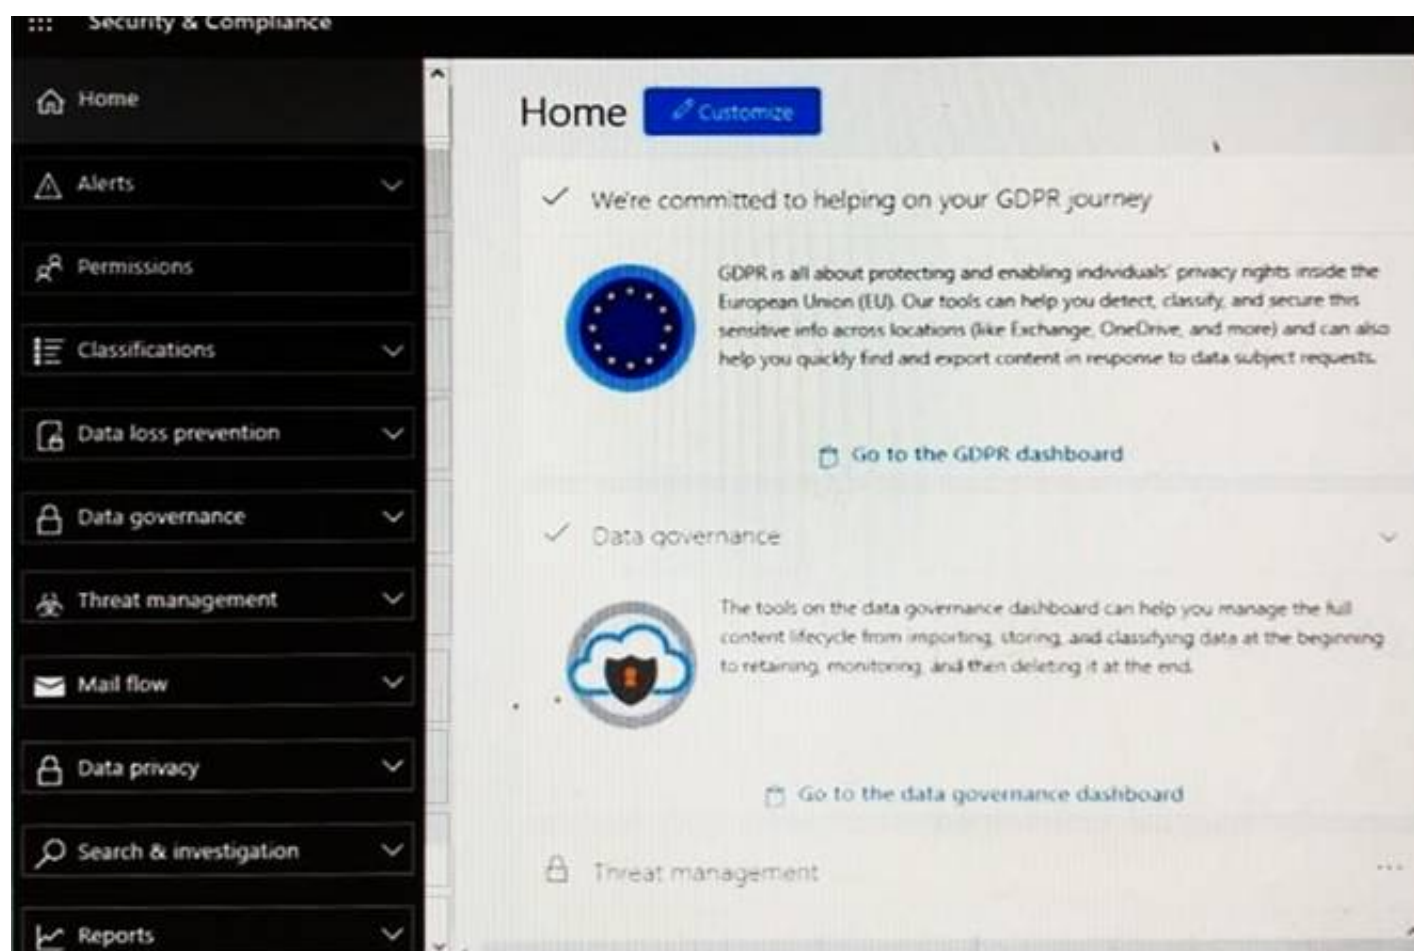 Security & Compliance
Home
Alerts
Permissions
Classifications
Data loss prevention
Data governance
Threat management
Mail flow
Data privacy
Search & investigation
Reports
Home
Customize
We're committed to helping on your GDPR journey
GDPR is all about protecting and enabling individuals' privacy rights inside the
European Union (EU). Our tools can help you detect, classify, and secure this
sensitive info across locations (like Exchange, OneDrive, and more) and can also
help you quickly find and export content in response to data subject requests.
Go to the GDPR dashboard
Data governance
The tools on the data governance dashboard can help you manage the full
content lifecycle from importing, storing, and classifying data at the beginning
to retaining, monitoring, and then deleting it at the end.
Go to the data governance dashboard
Threat management